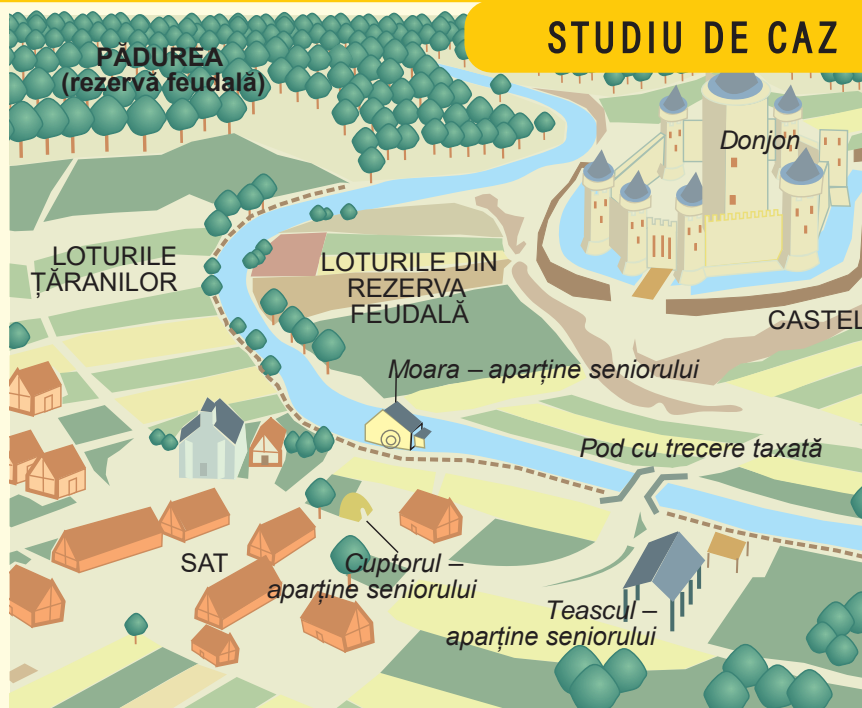 STUDIU DE CAZ
PĂDUREA
(rezervă feudală)
Donjon
LOTURILE
ȚĂRANILOR
LOTURILE DIN
REZERVA
FEUDALĂ
CASTEL
Moara – aparține seniorului
Pod cu trecere taxată
SAT
Cuptorul –
aparține seniorului
Teascul –
aparține seniorului